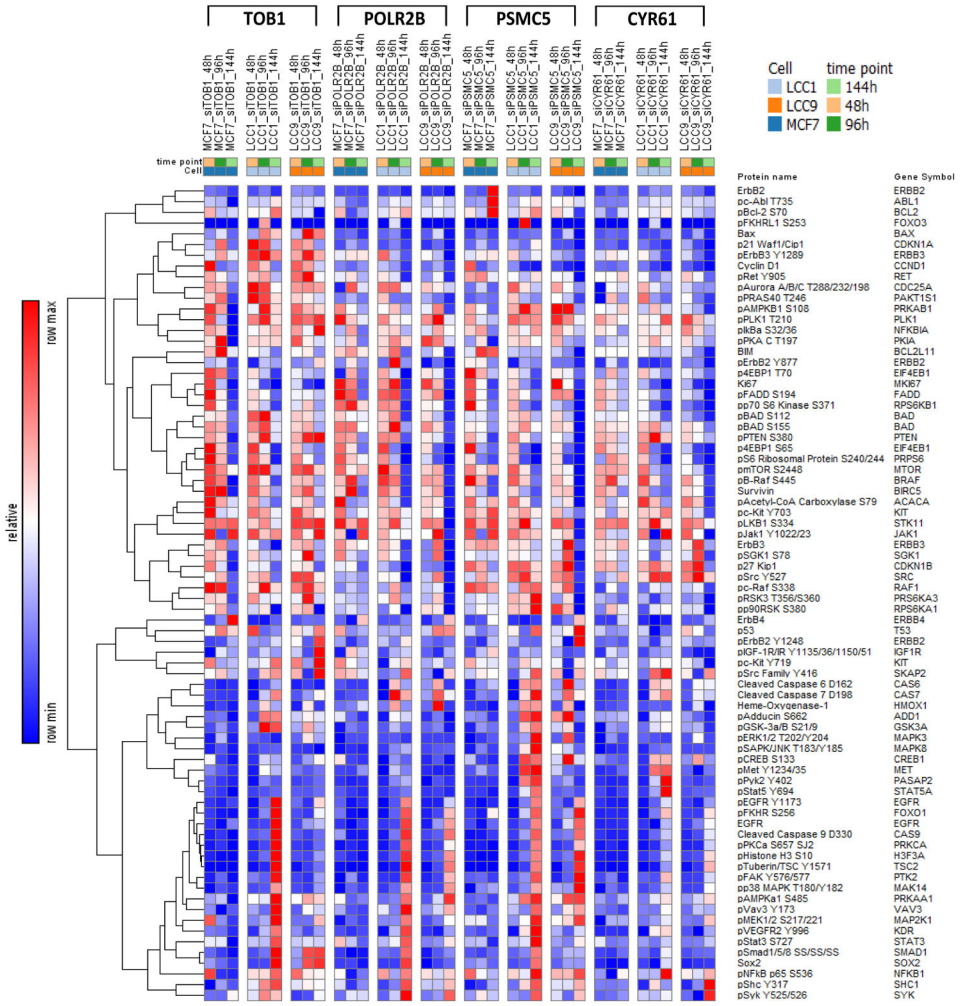 TOB1 POLR2B PSMC5 CYR61
MCF7_siTOB1_48h
MCF7_siTOB1_96h
MCF7_siTOB1_144h
LCC1_siTOB1_48h
LCC1_siTOB1_96h
LCC1_siTOB1_144h
LCC9_siTOB1_48h
LCC9_siTOB1_96h
LCC9_siTOB1_144h
MCF7_siPOLR2B_48h
MCF7_siPOLR2B_96h
MCF7_siPOLR2B_144h
LCC1_siPOLR2B_48h
LCC1_siPOLR2B_96h
LCC1_siPOLR2B_144h
LCC9_siPOLR2B_48h
LCC9_siPOLR2B_96h
LCC9_siPOLR2B_144h
MCF7_siPSMC5_48h
MCF7_siPSMC5_96h
MCF7_siPSMC5_144h
LCC1_siPSMC5_48h
LCC1_siPSMC5_96h
LCC1_siPSMC5_144h
LCC9_siPSMC5_48h
LCC9_siPSMC5_96h
LCC9_siPSMC5_144h
MCF7_siCYR61_48h
MCF7_siCYR61_96h
MCF7_siCYR61_144h
LCC1_siCYR61_48h
LCC1_siCYR61_96h
LCC1_siCYR61_144h
LCC9_siCYR61_48h
LCC9_siCYR61_96h
LCC9_siCYR61_144h
Cell time point
LCC1 144h
LCC9 48h
MCF7 96h
time point
Cell
relative
row max
row min
Protein name Gene Symbol
ErbB2 ERBB2
pc-Abl T735 ABL1
pBcl-2 S70 BCL2
pFKHRL1 S253 FOXO3
Bax BAX
p21 Waf1/Cip1 CDKN1A
pErbB3 Y1289 ERBB3
Cyclin D1 CCND1
pRet Y905 RET
pAurora A/B/C T288/232/198 CDC25A
pPRAS40 T246 PAKT1S1
pAMPKB1 S108 PRKAB1
pPLK1 T210 PLK1
pIkBa S32/36 NFKBIA
pPKA C T197 PKIA
BIM BCL2L11
pErbB2 Y877 ERBB2
p4EBP1 T70 EIF4EB1
Ki67 MKI67
pFADD S194 FADD
pp70 S6 Kinase S371 RPS6KB1
pBAD S112 BAD
pBAD S155 BAD
pPTEN S380 PTEN
p4EBP1 S65 EIF4EB1
pS6 Ribosomal Protein S240/244 PRPS6
pmTOR S2448 MTOR
pB-Raf S445 BRAF
Survivin BIRC5
pAcetyl-CoA Carboxylase S79 ACACA
pc-Kit Y703 KIT
pLKB1 S334 STK11
pJak1 Y1022/23 JAK1
ErbB3 ERBB3
pSGK1 S78 SGK1
p27 Kip1 CDKN1B
pSrc Y527 SRC
pc-Raf S338 RAF1
pRSK3 T356/S360 PRS6KA3
pp90RSK S380 RPS6KA1
ErbB4 ERBB4
p53 T53
pErbB2 Y1248 ERBB2
pIGF-1R/IR Y1135/36/1150/51 IGF1R
pc-Kit Y719 KIT
pSrc Family Y416 SKAP2
Cleaved Caspase 6 D162 CAS6
Cleaved Caspase 7 D198 CAS7
Heme-Oxygenase-1 HMOX1
pAdducin S662 ADD1
pGSK-3a/B S21/9 GSK3A
pERK1/2 T202/Y204 MAPK3
pSAPK/JNK T183/Y185 MAPK8
pCREB S133 CREB1
pMet Y1234/35 MET
pPyk2 Y402 PASAP2
pStat5 Y694 STAT5A
pEGFR Y1173 EGFR
pFKHR S256 FOXO1
EGFR EGFR
Cleaved Caspase 9 D330 CAS9
pPKCa S657 SJ2 PRKCA
pHistone H3 S10 H3F3A
pTuberin/TSC Y1571 TSC2
pFAK Y576/577 PTK2
pp38 MAPK T180/Y182 MAK14
pAMPKa1 S485 PRKAA1
pVav3 Y173 VAV3
pMEK1/2 S217/221 MAP2K1
pVEGFR2 Y996 KDR
pStat3 S727 STAT3
pSmad1/5/8 SS/SS/SS SMAD1
Sox2 SOX2
pNFkB p65 S536 NFKB1
pShc Y317 SHC1
pSyk Y525/526 SYK